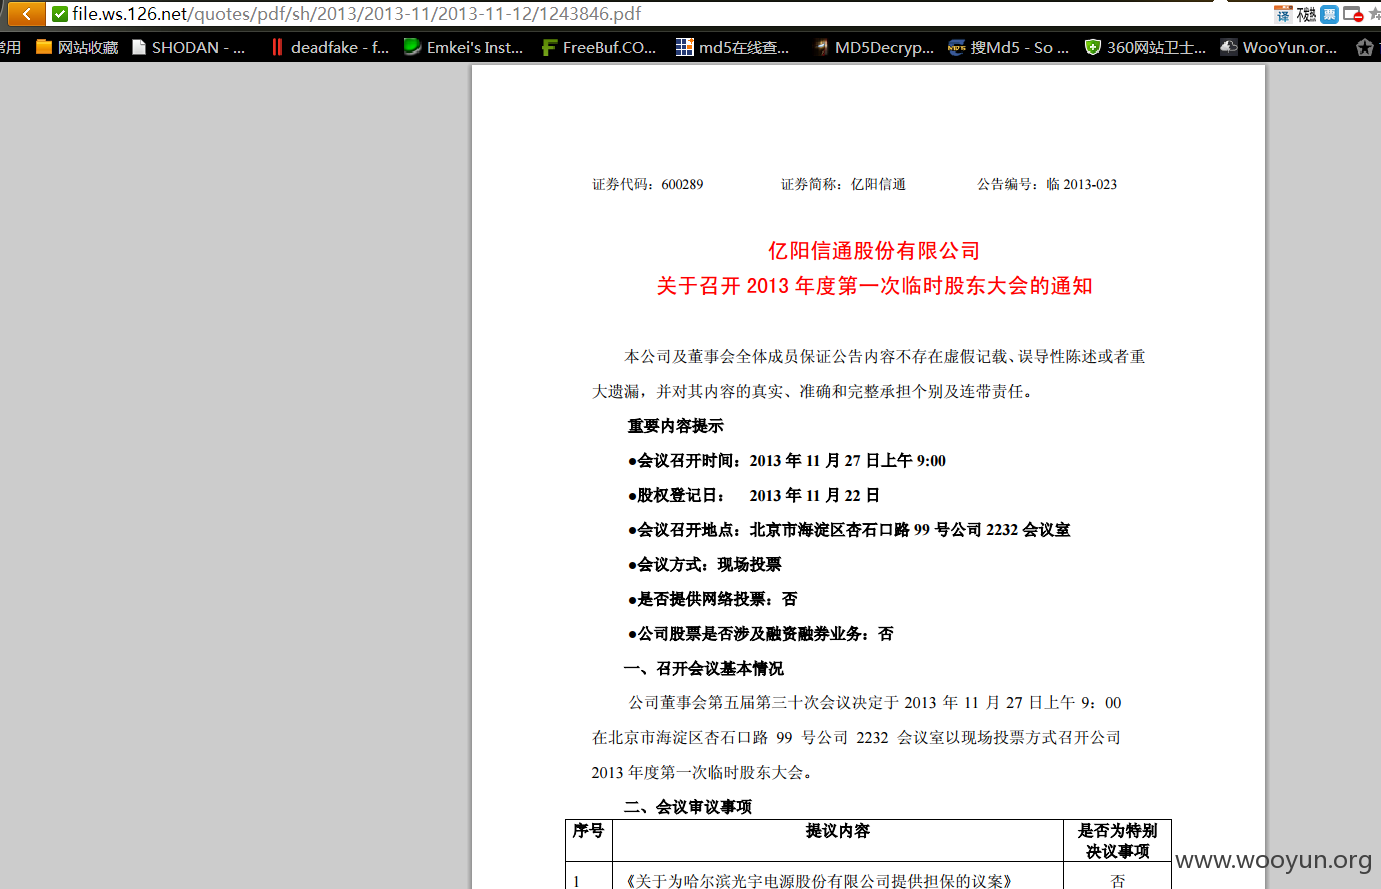 file.ws.126.net/quotes/pdf/sh/2013/2013-11/2013-11-12/1243846.pdf
译 不发热 票
常用 网站收藏 SHODAN - ... deadfake - f... Emkei's Inst... FreeBuf.CO... md5在线查... MD5Decryp... 搜Md5 - So ... 360网站卫士... WooYun.or...
证券代码：600289 证券简称：亿阳信通 公告编号：临 2013-023
亿阳信通股份有限公司
关于召开 2013 年度第一次临时股东大会的通知
本公司及董事会全体成员保证公告内容不存在虚假记载、误导性陈述或者重
大遗漏，并对其内容的真实、准确和完整承担个别及连带责任。
重要内容提示
●会议召开时间：2013 年 11 月 27 日上午 9:00
●股权登记日： 2013 年 11 月 22 日
●会议召开地点：北京市海淀区杏石口路 99 号公司 2232 会议室
●会议方式：现场投票
●是否提供网络投票：否
●公司股票是否涉及融资融券业务：否
一、召开会议基本情况
公司董事会第五届第三十次会议决定于 2013 年 11 月 27 日上午 9：00
在北京市海淀区杏石口路 99 号公司 2232 会议室以现场投票方式召开公司
2013 年度第一次临时股东大会。
二、会议审议事项
序号 提议内容 是否为特别
决议事项
1 《关于为哈尔滨光宇电源股份有限公司提供担保的议案》 否
www.wooyun.org